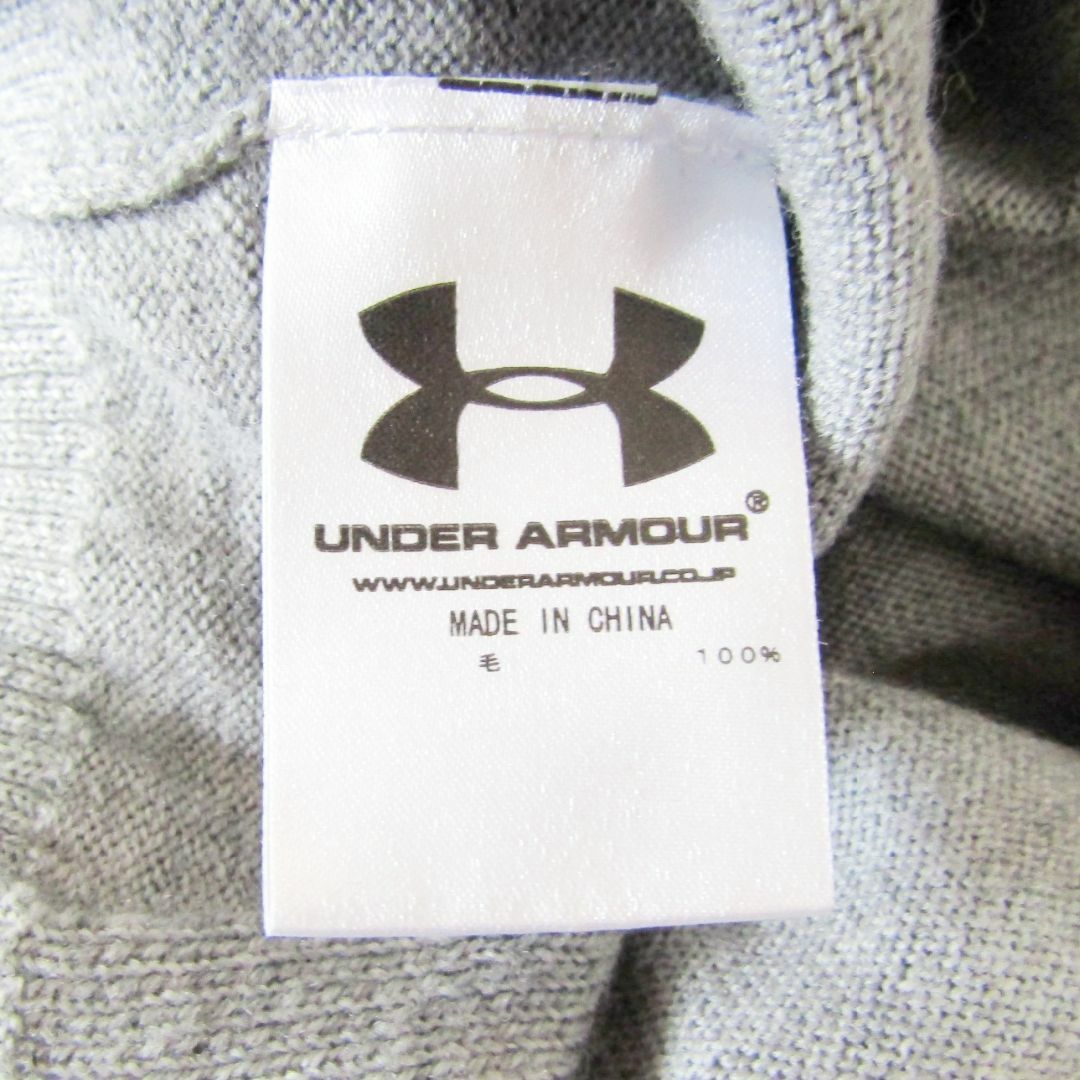 UNDER ARMOUR®
WWW.UNDERARMOUR.CO.JP
MADE IN CHINA
毛 100%